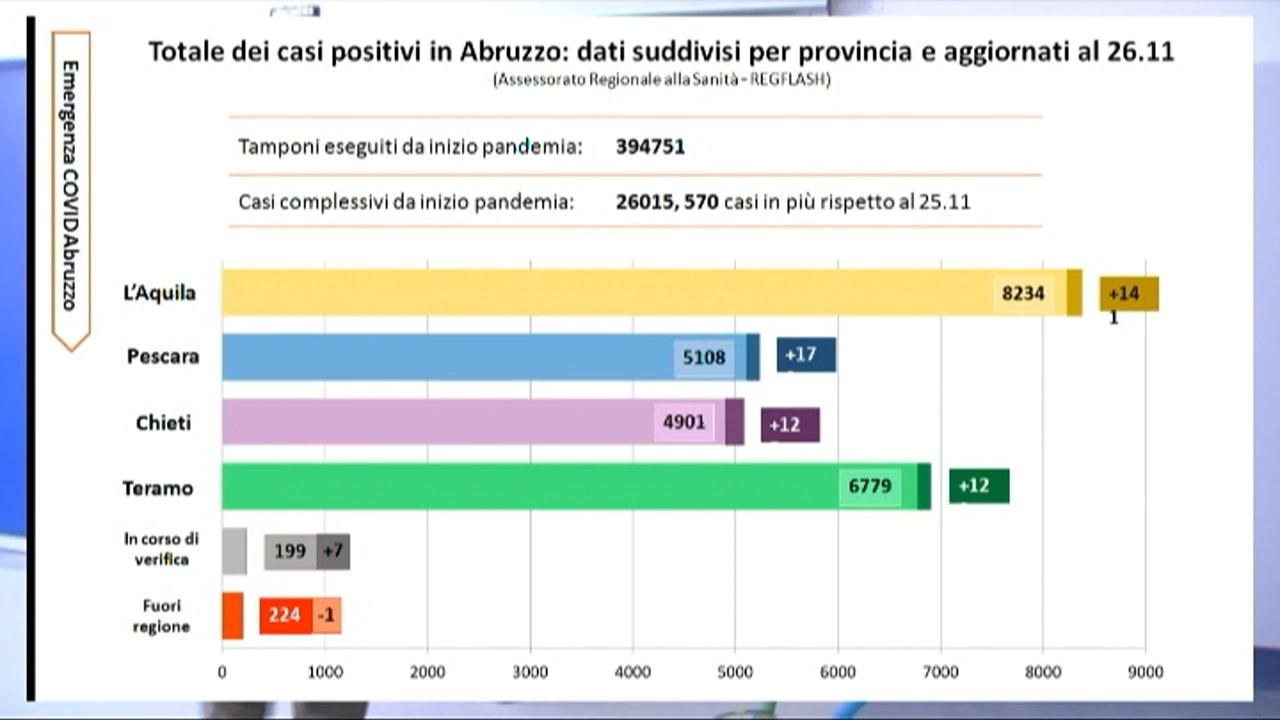 Emergenza COVID Abruzzo
Totale dei casi positivi in Abruzzo: dati suddivisi per provincia e aggiornati al 26.11
(Assessorato Regionale alla Sanità - REGFLASH)
Tamponi eseguiti da inizio pandemia: 394751
Casi complessivi da inizio pandemia: 26015, 570 casi in più rispetto al 25.11
L'Aquila 8234 +14
1
Pescara 5108 +17
Chieti 4901 +12
Teramo 6779 +12
In corso di
verifica
199 +7
Fuori
regione
224 -1
0 1000 2000 3000 4000 5000 6000 7000 8000 9000